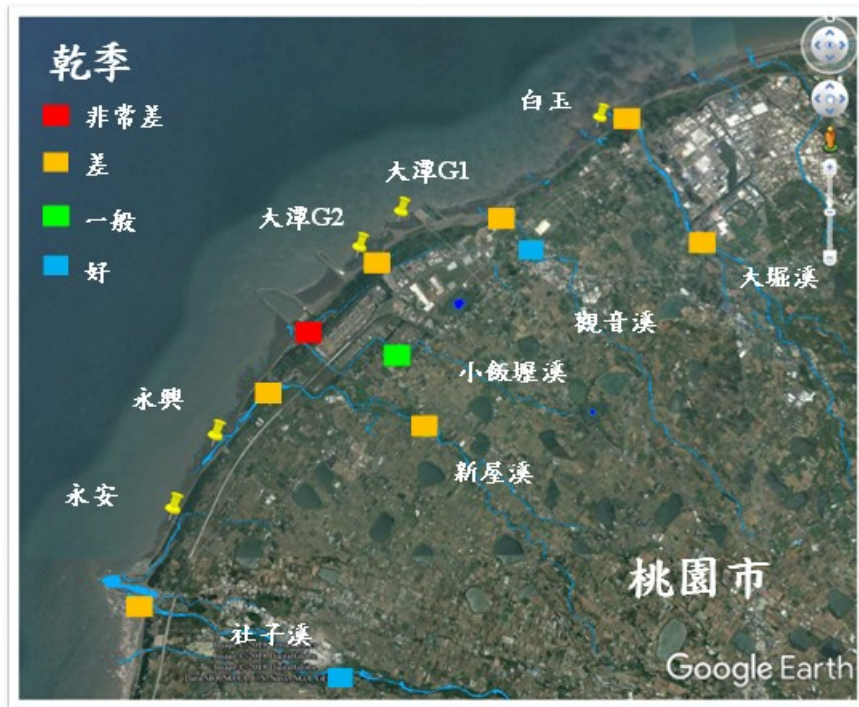 乾季
非常差
差
一般
好
白玉
大潭G1
大潭G2
大堀溪
觀音溪
小飯壢溪
永興
新屋溪
永安
桃園市
社子溪
Google Earth